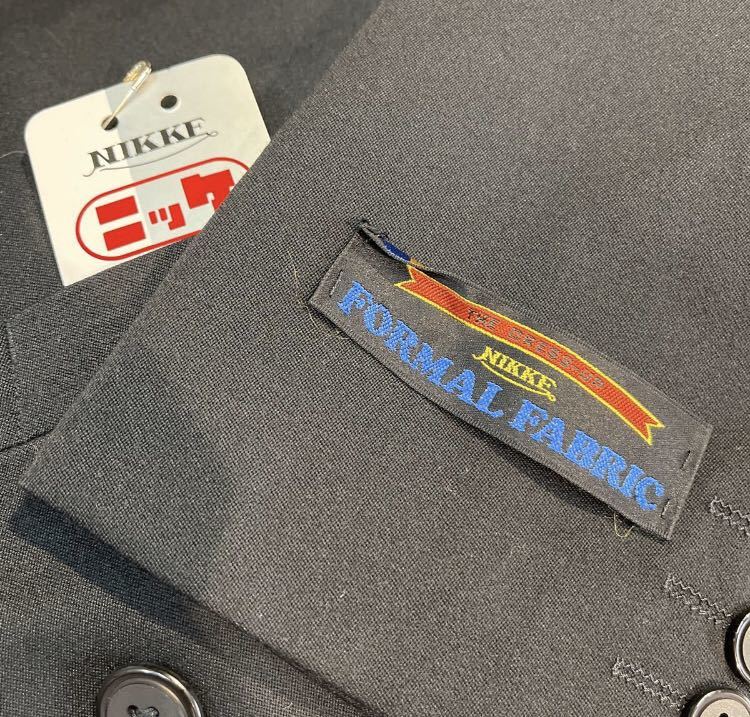 NIKKE
ニッケ
THE DRESS-UP
NIKKE
FORMAL FABRIC